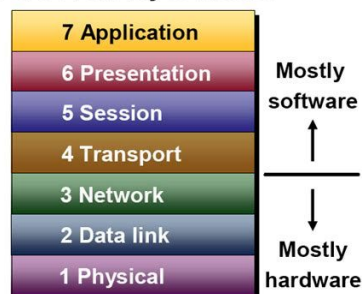 7 Application
6 Presentation
5 Session
4 Transport
3 Network
2 Data link
1 Physical
Mostly
software
Mostly
hardware